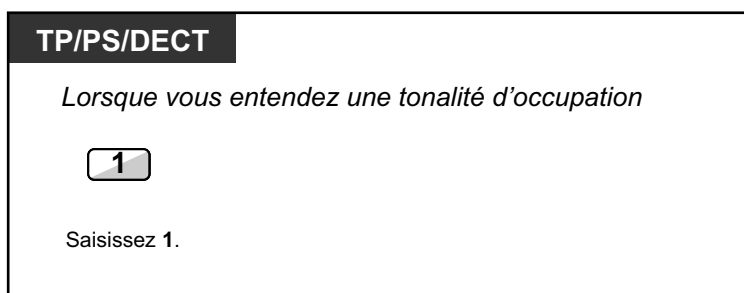 TP/PS/DECT
Lorsque vous entendez une tonalité d’occupation
1
Saisissez 1.